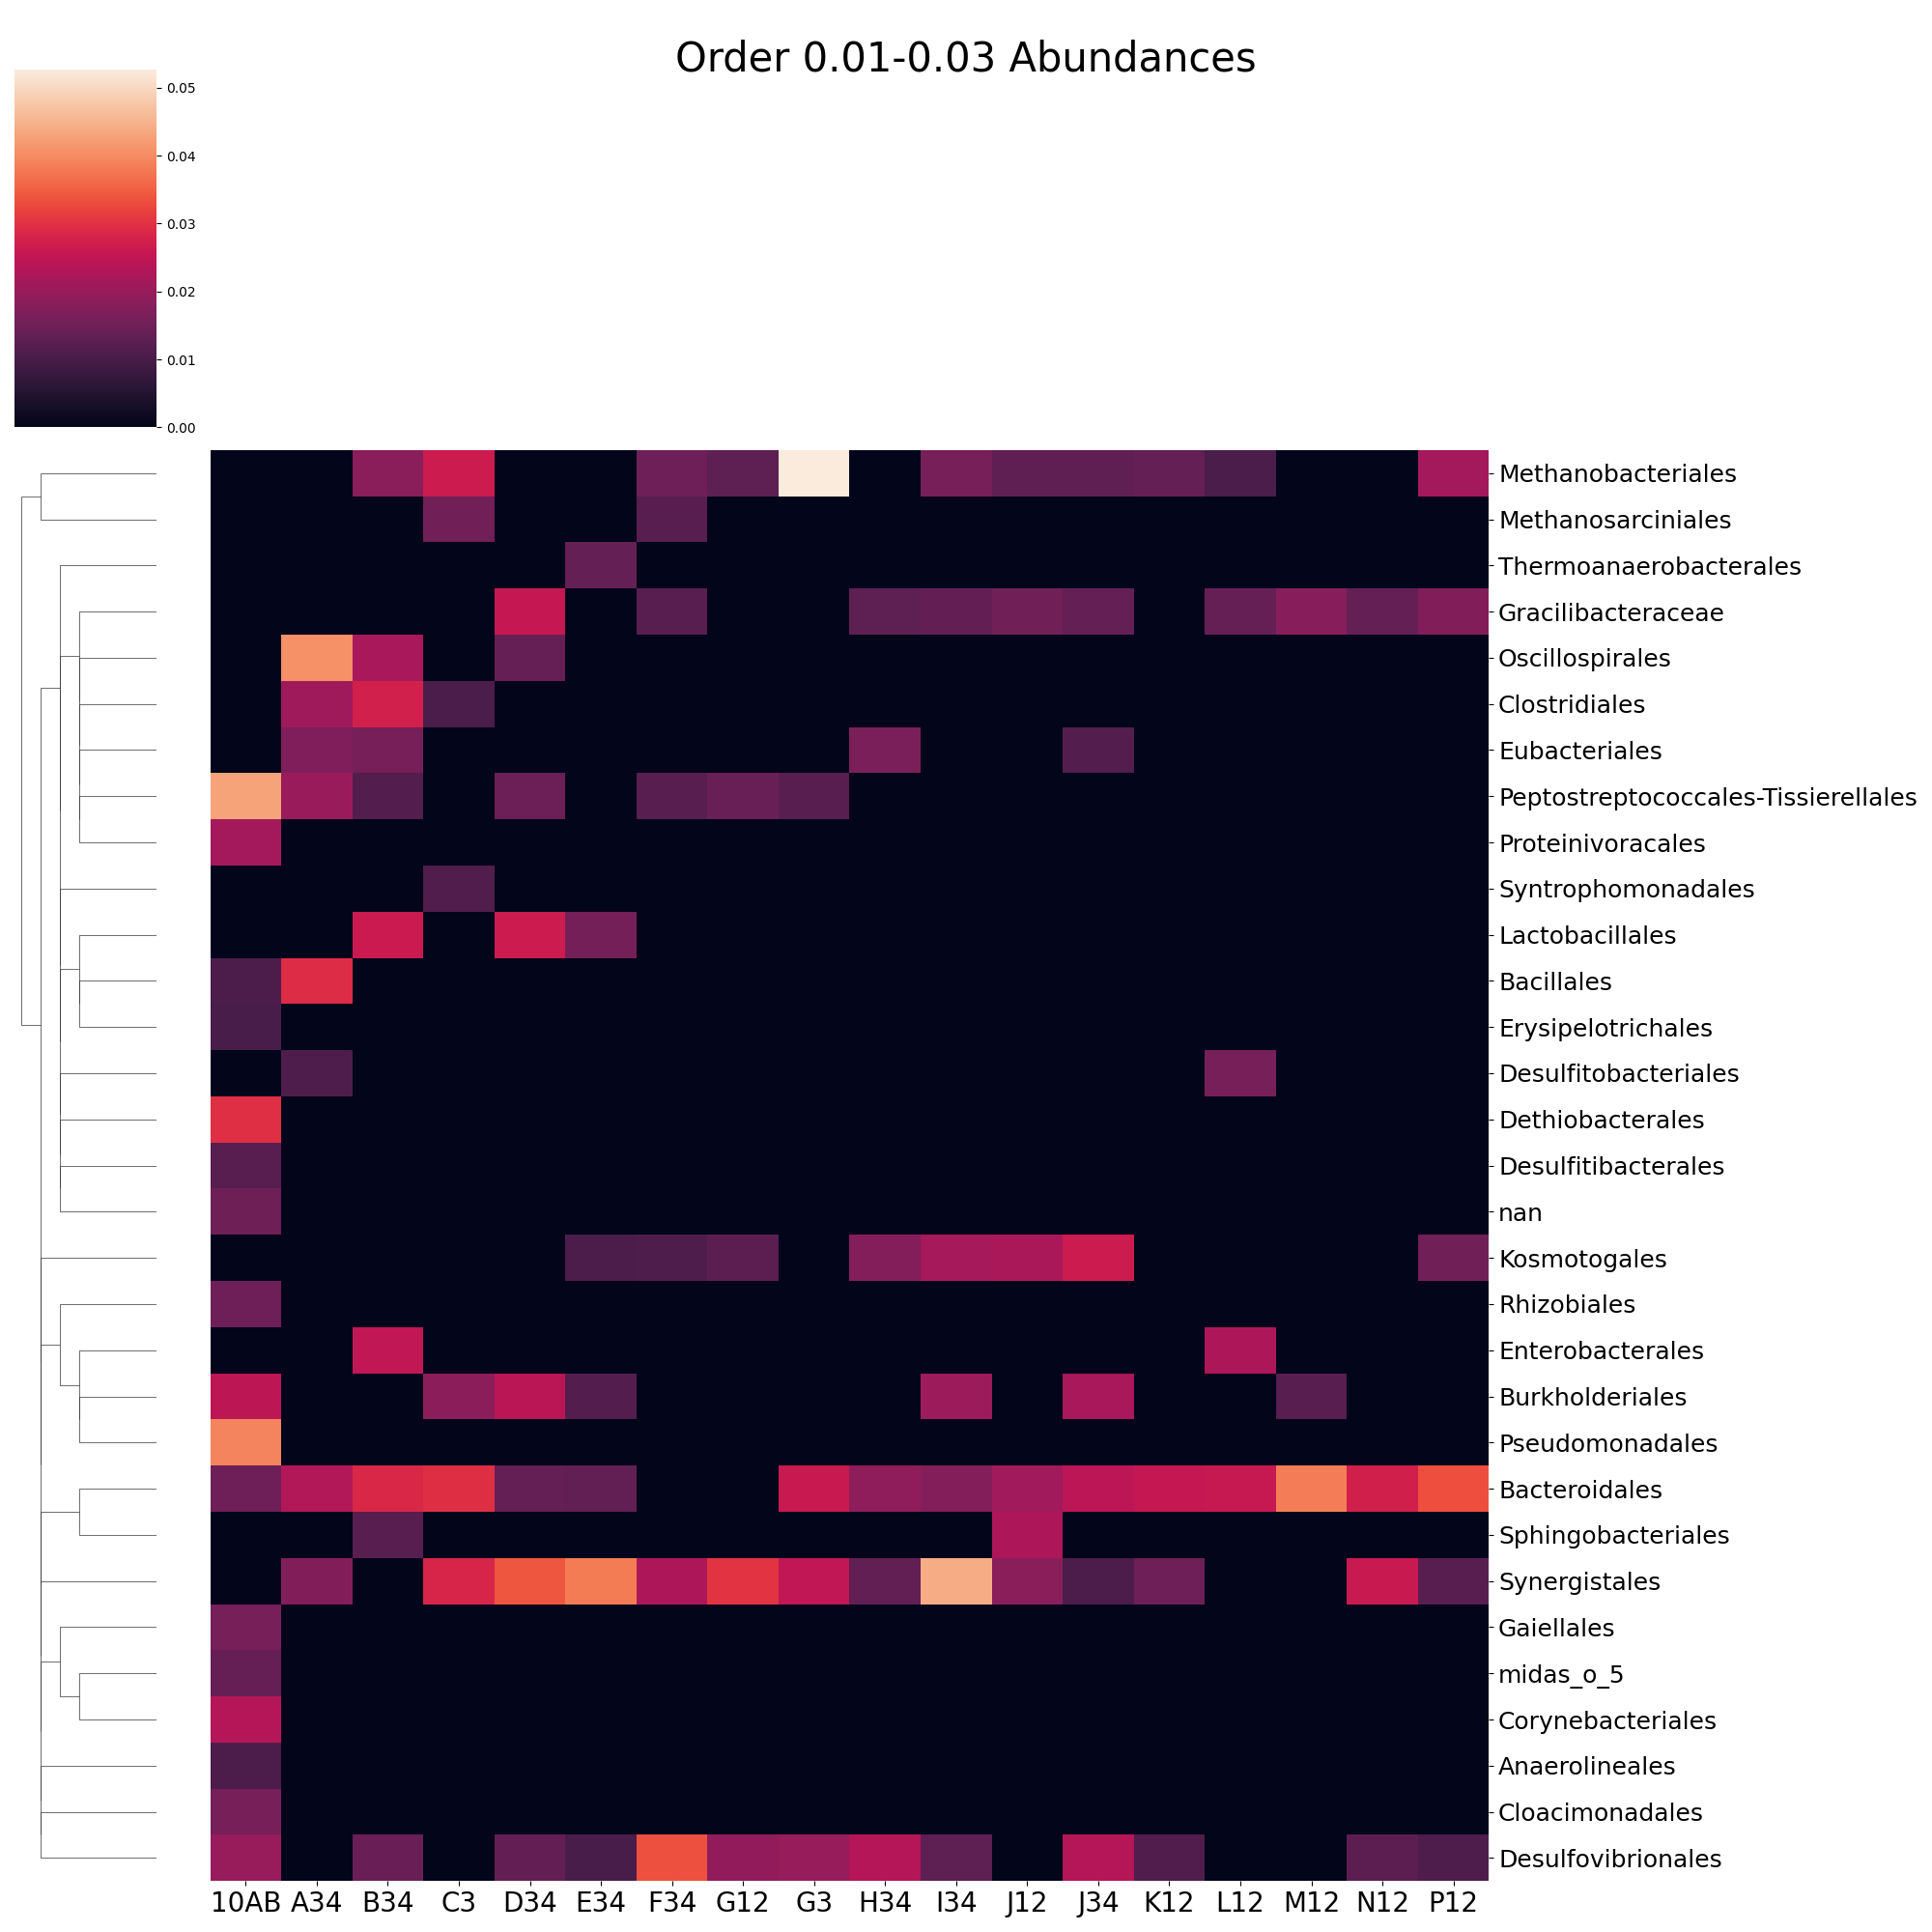 Order 0.01-0.03 Abundances
0.05
0.04
0.03
0.02
0.01
0.00
Methanobacteriales
Methanosarciniales
Thermoanaerobacterales
Gracilibacteraceae
Oscillospirales
Clostridiales
Eubacteriales
Peptostreptococcales-Tissierellales
Proteinivoracales
Syntrophomonadales
Lactobacillales
Bacillales
Erysipelotrichales
Desulfitobacteriales
Dethiobacterales
Desulfitibacterales
nan
Kosmotogales
Rhizobiales
Enterobacterales
Burkholderiales
Pseudomonadales
Bacteroidales
Sphingobacteriales
Synergistales
Gaiellales
midas_o_5
Corynebacteriales
Anaerolineales
Cloacimonadales
Desulfovibrionales
10AB A34 B34 C3 D34 E34 F34 G12 G3 H34 I34 J12 J34 K12 L12 M12 N12 P12